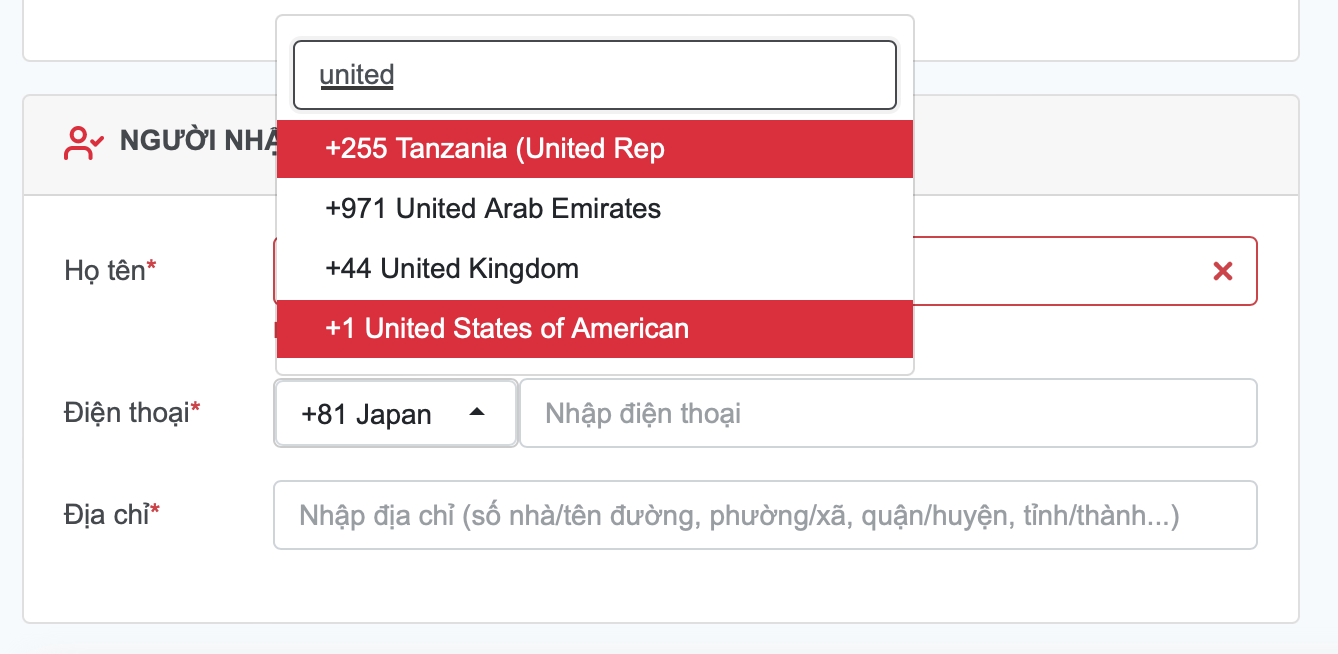 united
+255 Tanzania (United Rep
+971 United Arab Emirates
+44 United Kingdom
+1 United States of American
NGƯỜI
Họ tên*
Điện thoại*
+81 Japan
Nhập điện thoại
Địa chỉ*
Nhập địa chỉ (số nhà/tên đường, phường/xã, quận/huyện, tỉnh/thành...)